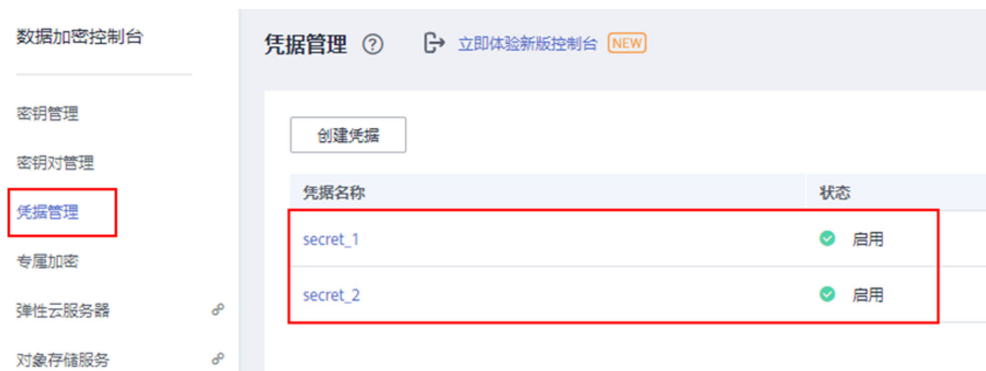 数据加密控制台
密钥管理
密钥对管理
凭据管理
专属加密
弹性云服务器
对象存储服务
凭据管理 ? 立即体验新版控制台 NEW
创建凭据
凭据名称 状态
secret_1 启用
secret_2 启用